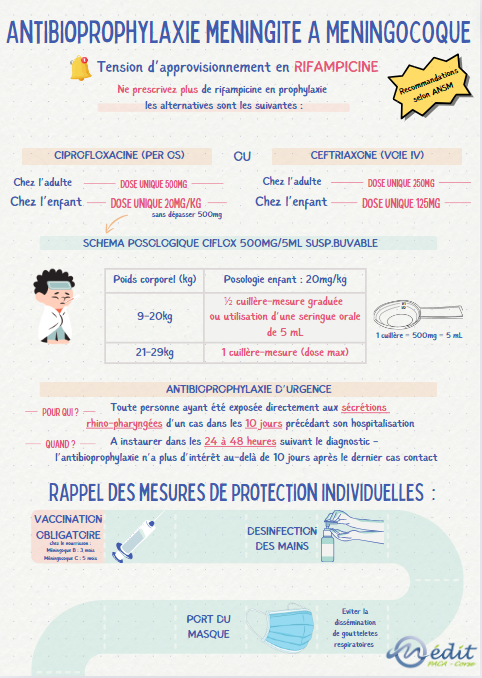 ANTIBIOPROPHYLAXIE MENINGITE A MENINGOCOQUE
Tension d'approvisionnement en RIFAMPICINE
Ne prescrivez plus de rifampicine en prophylaxie
les alternatives sont les suivantes :
Recommandations
selon ANSM
CIPROFLOXACINE (PER OS)
OU
CEFTRIAXONE (VOIE IV)
Chez l'adulte DOSE UNIQUE 500MG
Chez l'enfant DOSE UNIQUE 20MG/KG
sans dépasser 500mg
Chez l'adulte DOSE UNIQUE 250MG
Chez l'enfant DOSE UNIQUE 125MG
SCHEMA POSOLOGIQUE CIFLOX 500MG/5ML SUSP.BUVABLE
Poids corporel (kg) Posologie enfant : 20mg/kg
9-20kg
½ cuillère-mesure graduée
ou utilisation d'une seringue orale
de 5 mL
21-29kg 1 cuillère-mesure (dose max)
1 cuillère = 500mg = 5 mL
ANTIBIOPROPHYLAXIE D'URGENCE
POUR QUI ? Toute personne ayant été exposée directement aux sécrétions
rhino-pharyngées d'un cas dans les 10 jours précédant son hospitalisation
QUAND ? A instaurer dans les 24 à 48 heures suivant le diagnostic -
l'antibioprophylaxie n'a plus d'intérêt au-delà de 10 jours après le dernier cas contact
RAPPEL DES MESURES DE PROTECTION INDIVIDUELLES :
VACCINATION
OBLIGATOIRE
chez le nourrisson :
Méningoque B : 3 mois
Méningocoque C : 5 mois
DESINFECTION
DES MAINS
PORT DU
MASQUE
Eviter la
dissémination
de gouttelettes
respiratoires
Omédit
PACA - Corse